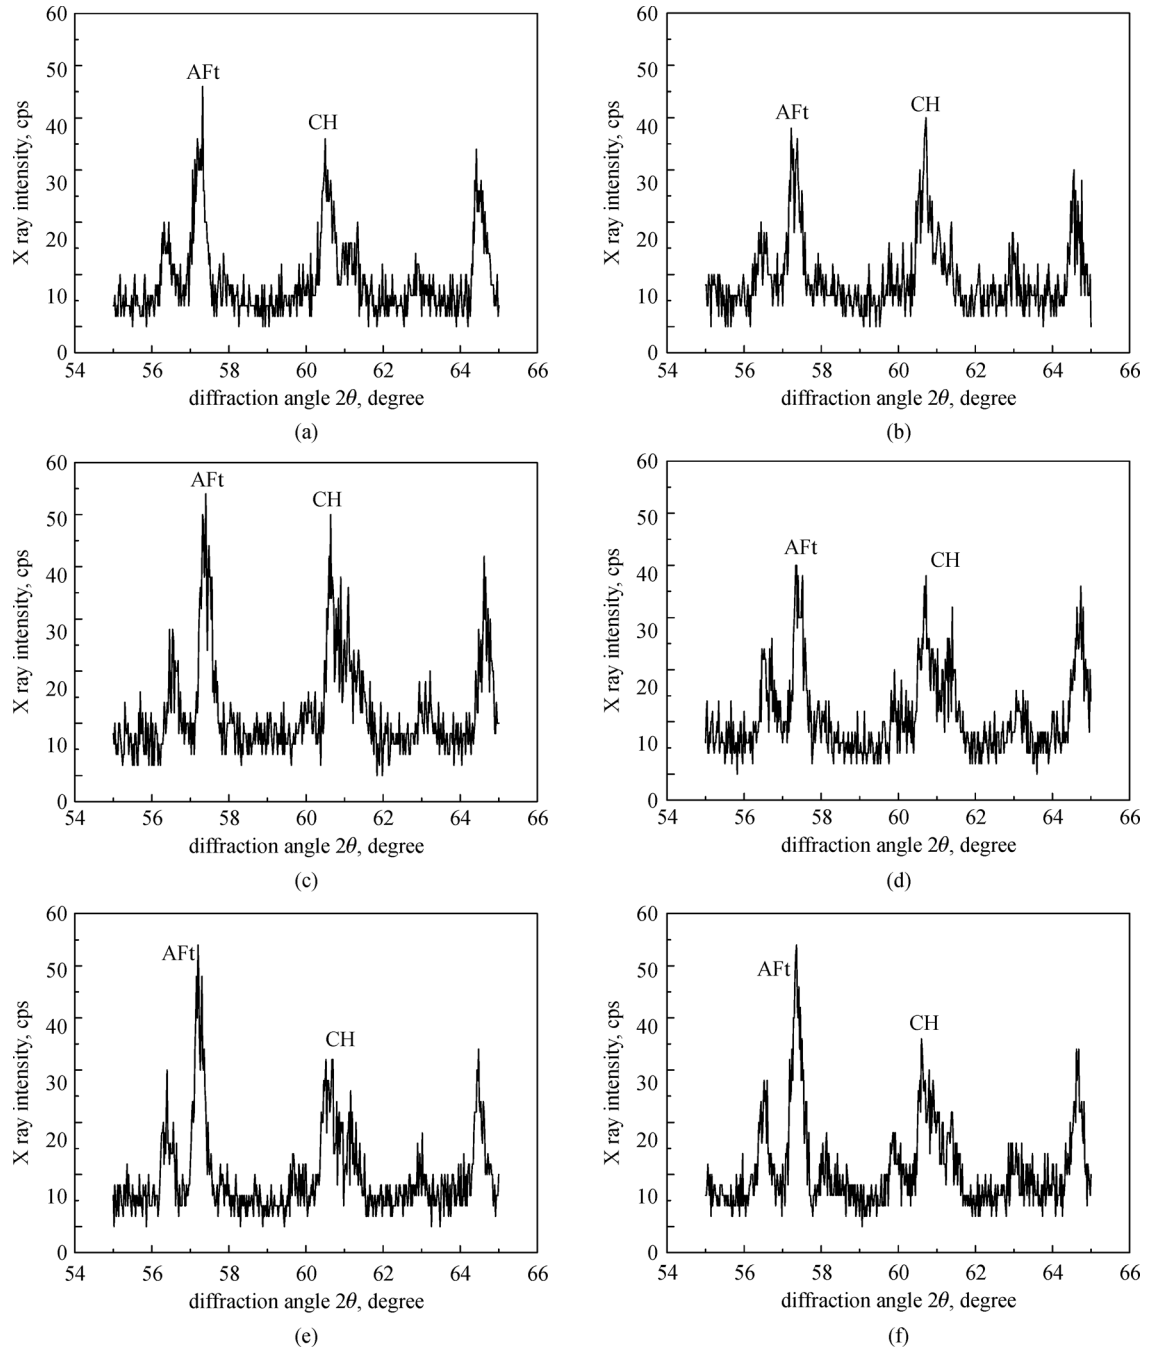 60
50
40
30
20
10
0
X ray intensity, cps
AFt
CH
54 56 58 60 62 64 66
diffraction angle 2θ, degree
(a)
60
50
40
30
20
10
0
X ray intensity, cps
AFt
CH
54 56 58 60 62 64 66
diffraction angle 2θ, degree
(b)
60
50
40
30
20
10
0
X ray intensity, cps
AFt
CH
54 56 58 60 62 64 66
diffraction angle 2θ, degree
(c)
60
50
40
30
20
10
0
X ray intensity, cps
AFt
CH
54 56 58 60 62 64 66
diffraction angle 2θ, degree
(d)
60
50
40
30
20
10
0
X ray intensity, cps
AFt
CH
54 56 58 60 62 64 66
diffraction angle 2θ, degree
(e)
60
50
40
30
20
10
0
X ray intensity, cps
AFt
CH
54 56 58 60 62 64 66
diffraction angle 2θ, degree
(f)